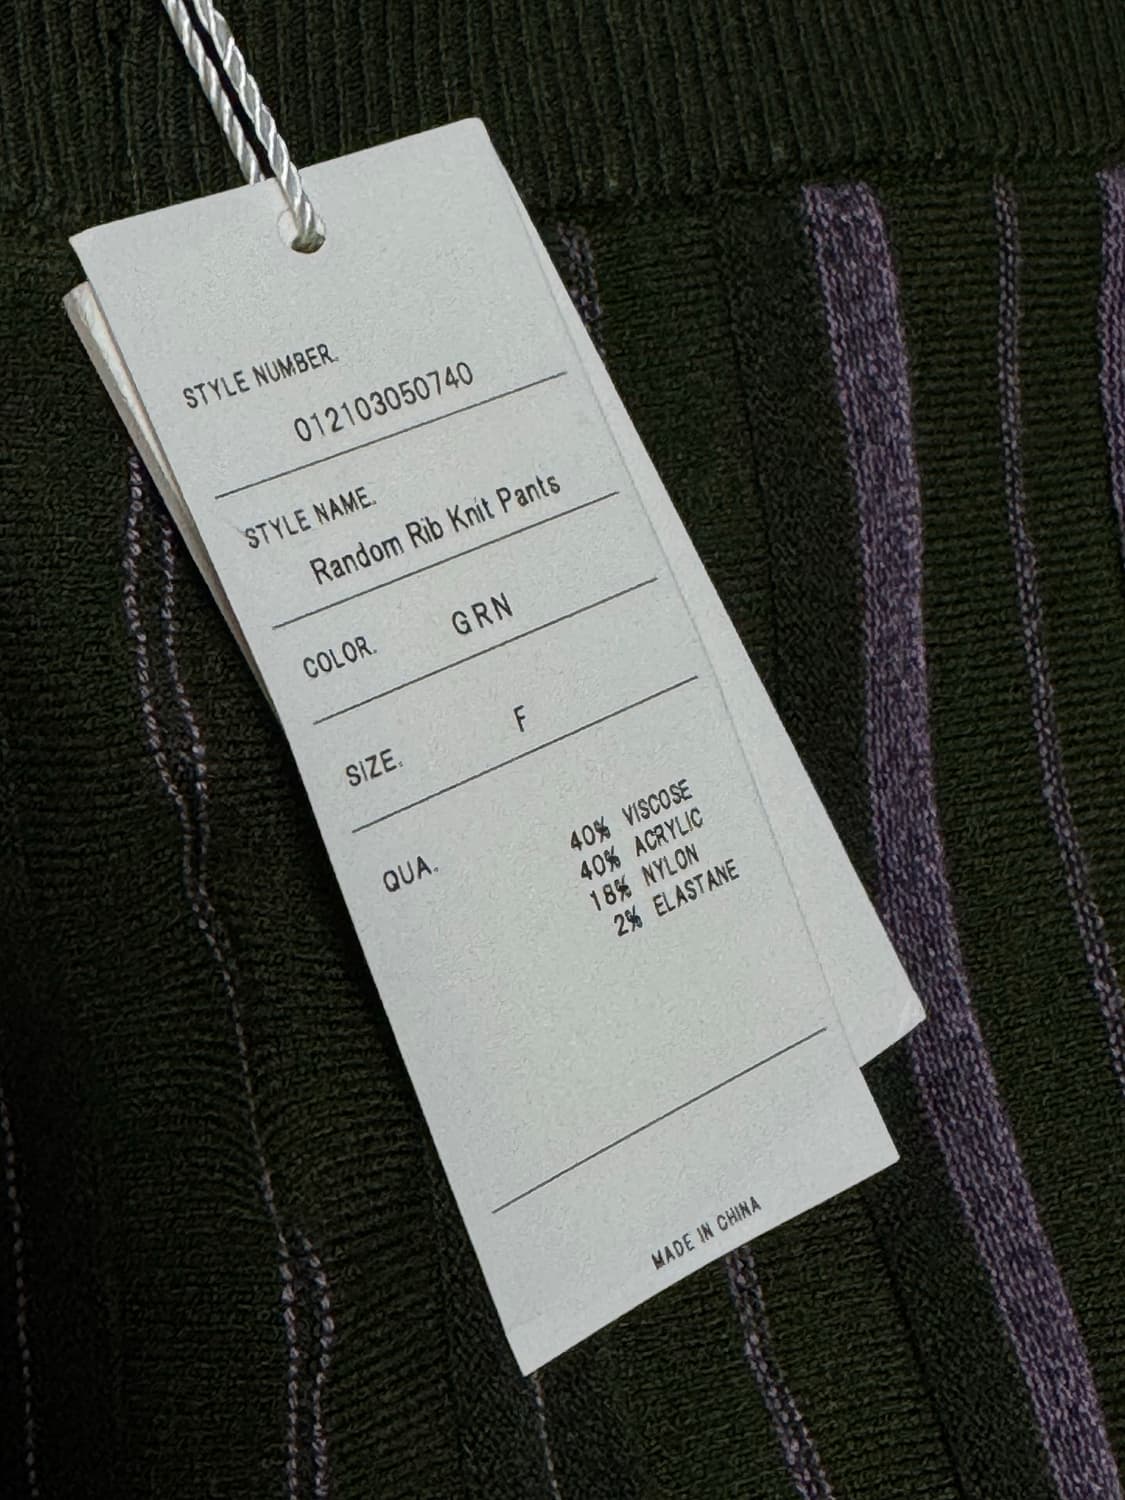 STYLE NUMBER.
012103050740
STYLE NAME.
Random Rib Knit Pants
COLOR. GRN
SIZE. F
QUA. 40% VISCOSE
40% ACRYLIC
18% NYLON
2% ELASTANE
MADE IN CHINA